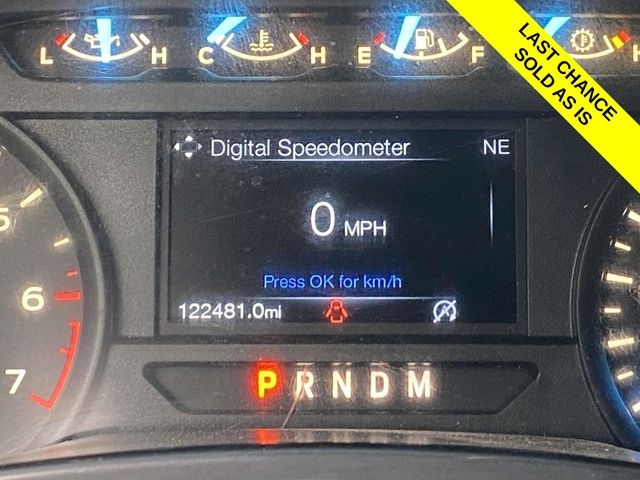 L H C H E F H
LAST CHANCE
SOLD AS IS
Digital Speedometer NE
0 MPH
Press OK for km/h
122481.0mi
5
6
7
P R N D M